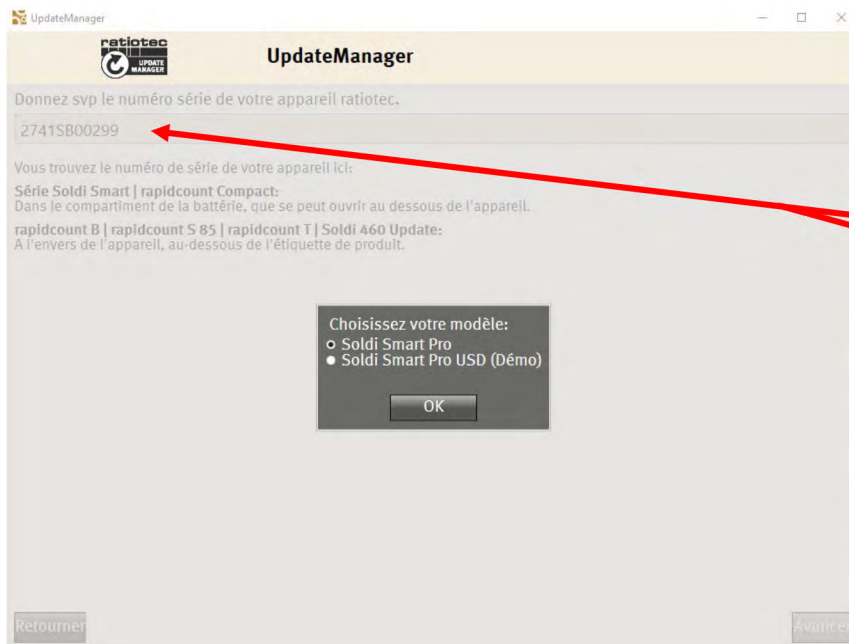 UpdateManager
ratiotec
UPDATE
MANAGER
UpdateManager
Donnez svp le numéro série de votre appareil ratiotec.
2741SB00299
Vous trouvez le numéro de série de votre appareil ici:
Série Soldi Smart | rapidcount Compact:
Dans le compartiment de la battérie, que se peut ouvrir au dessous de l'appareil.
rapidcount B | rapidcount S 85 | rapidcount T | Soldi 460 Update:
A l'envers de l'appareil, au-dessous de l'étiquette de produit.
Choisissez votre modèle:
Soldi Smart Pro
Soldi Smart Pro USD (Démo)
OK
Retourner
Avancer